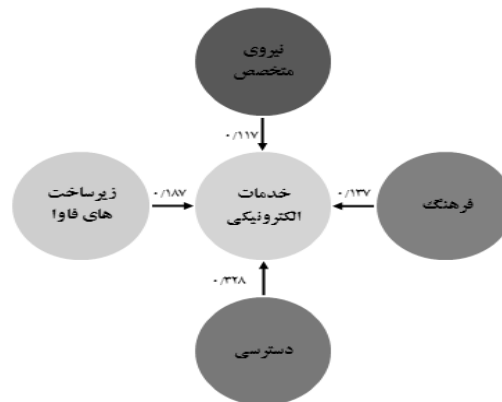 نیروی
متخصص
۰/۱۱۷
زیرساخت
های فاوا
۰/۱۸۷
خدمات
الکترونیکی
۰/۱۳۷
فرهنگ
۰/۳۲۸
دسترسی